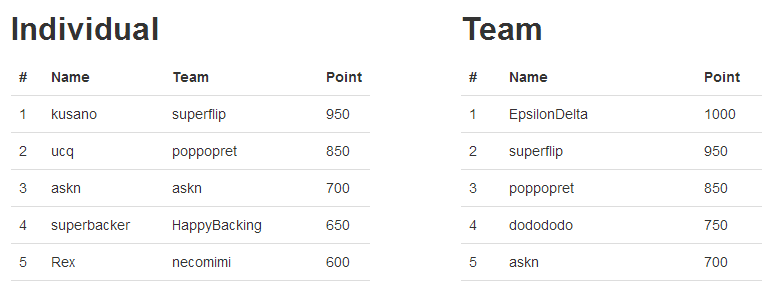 Individual
# Name Team Point
1 kusano superflip 950
2 ucq poppopret 850
3 askn askn 700
4 superbacker HappyBacking 650
5 Rex necomimi 600
Team
# Name Point
1 EpsilonDelta 1000
2 superflip 950
3 poppopret 850
4 dodododo 750
5 askn 700